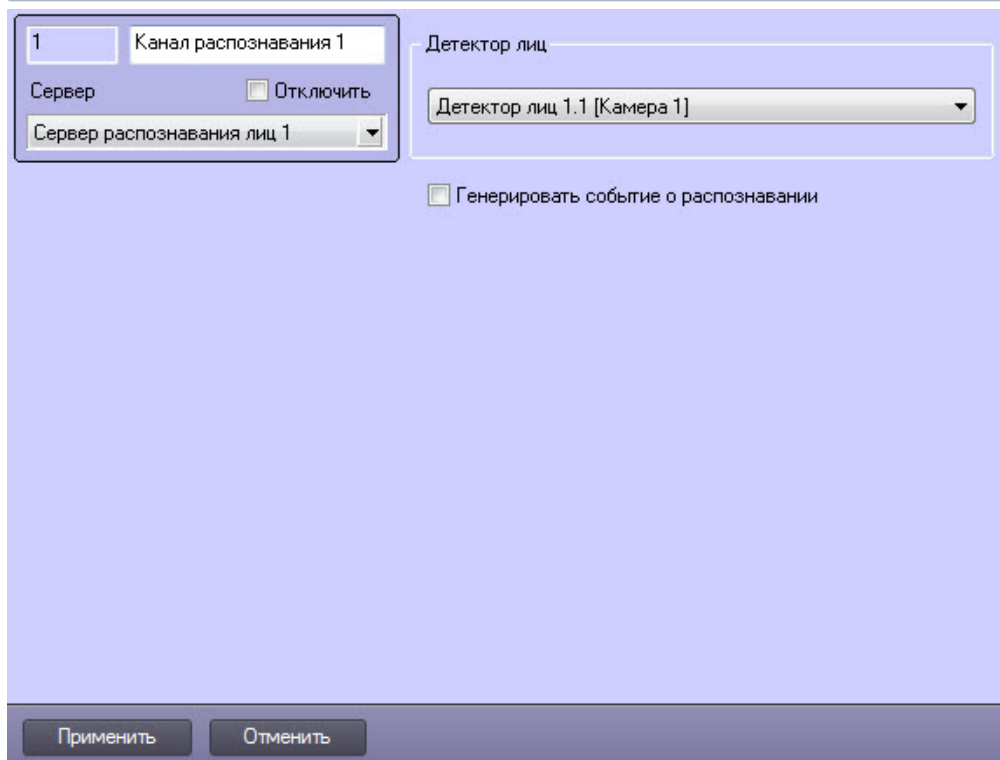 1
Канал распознавания 1
Сервер
Отключить
Сервер распознавания лиц 1
Детектор лиц
Детектор лиц 1.1 [Камера 1]
Генерировать событие о распознавании
Применить
Отменить